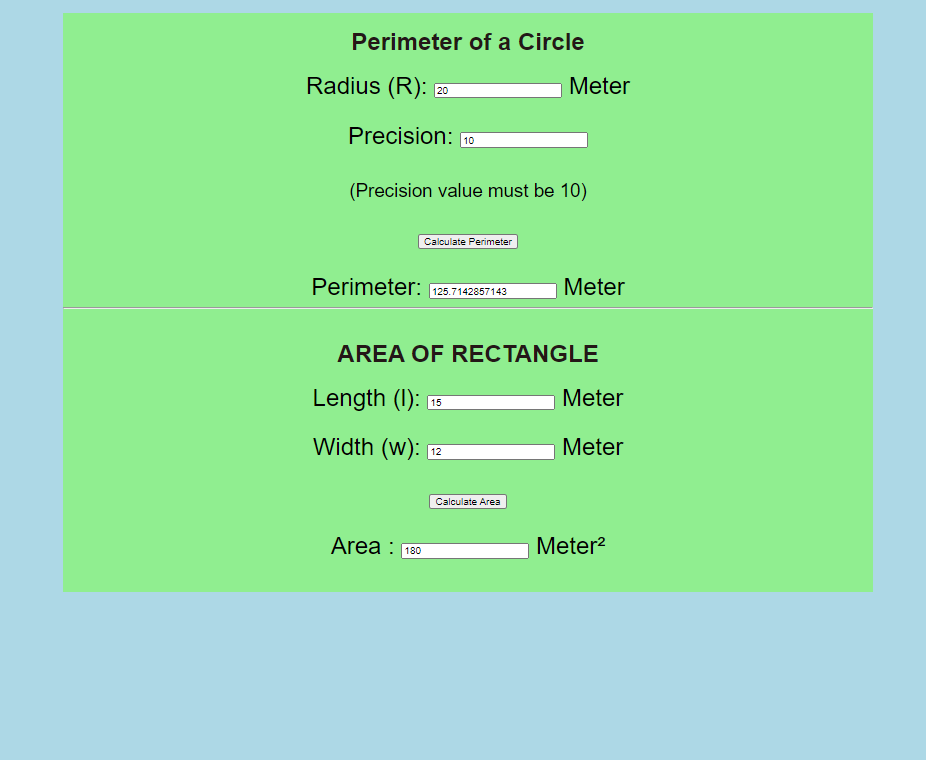 Perimeter of a Circle
Radius (R): 20 Meter
Precision: 10
(Precision value must be 10)
Calculate Perimeter
Perimeter: 125.7142857143 Meter
AREA OF RECTANGLE
Length (l): 15 Meter
Width (w): 12 Meter
Calculate Area
Area : 180 Meter²